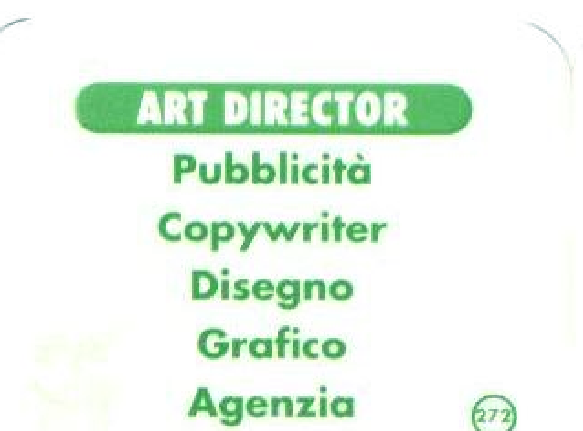 ART DIRECTOR
Pubblicità
Copywriter
Disegno
Grafico
Agenzia
272